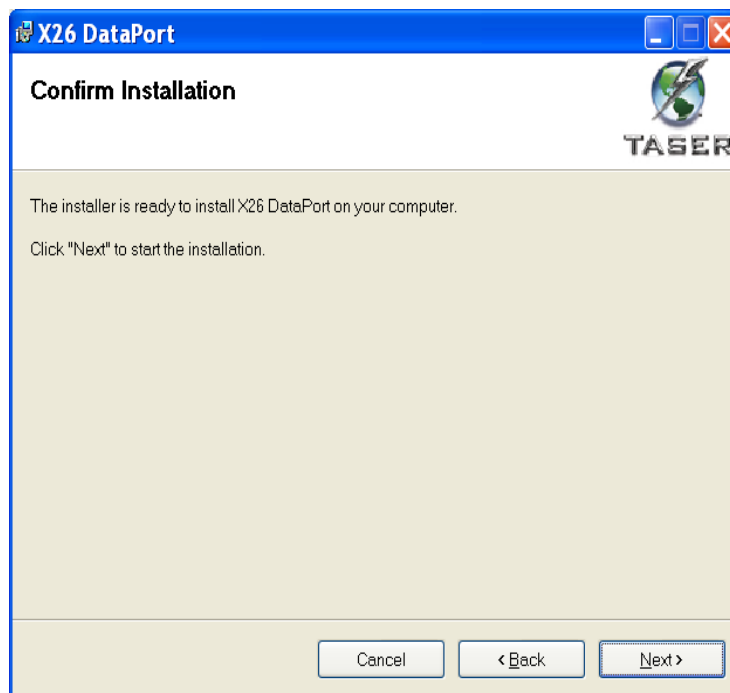 X26 DataPort
Confirm Installation
TASER
The installer is ready to install X26 DataPort on your computer.
Click "Next" to start the installation.
Cancel
< Back
Next >